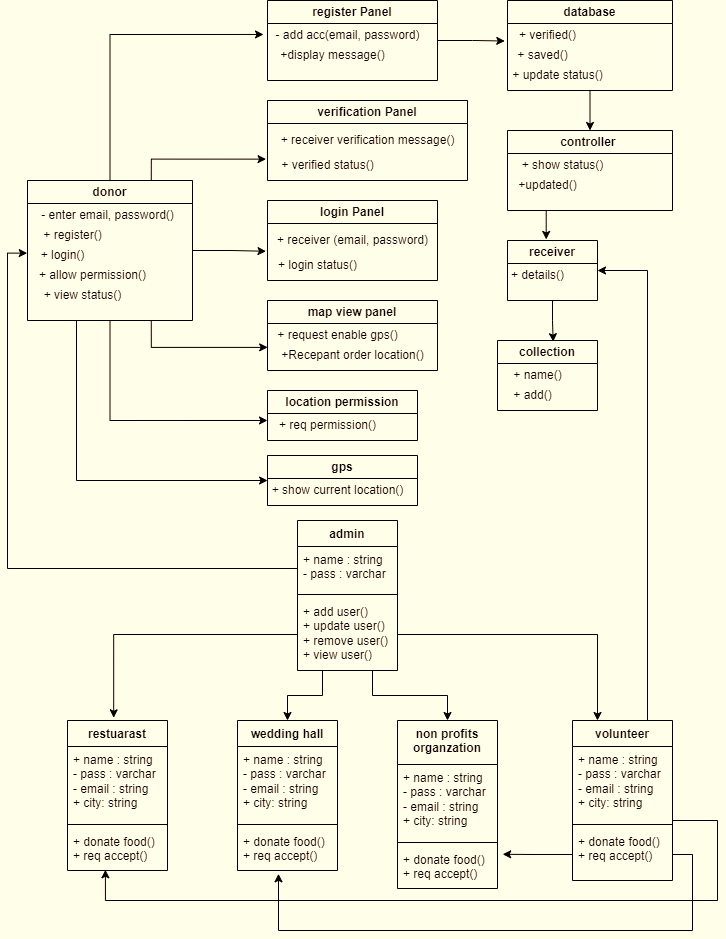 register Panel
- add acc(email, password)
+display message()
database
+ verified()
+ saved()
+ update status()
verification Panel
+ receiver verification message()
+ verified status()
controller
+ show status()
+updated()
donor
- enter email, password()
+ register()
+ login()
+ allow permission()
+ view status()
login Panel
+ receiver (email, password)
+ login status()
receiver
+ details()
map view panel
+ request enable gps()
+Recepant order location()
collection
+ name()
+ add()
location permission
+ req permission()
gps
+ show current location()
admin
+ name : string
- pass : varchar
+ add user()
+ update user()
+ remove user()
+ view user()
restuarast
+ name : string
- pass : varchar
- email : string
+ city: string
+ donate food()
+ req accept()
wedding hall
+ name : string
- pass : varchar
- email : string
+ city: string
+ donate food()
+ req accept()
non profits
organzation
+ name : string
- pass : varchar
- email : string
+ city: string
+ donate food()
+ req accept()
volunteer
+ name : string
- pass : varchar
- email : string
+ city: string
+ donate food()
+ req accept()